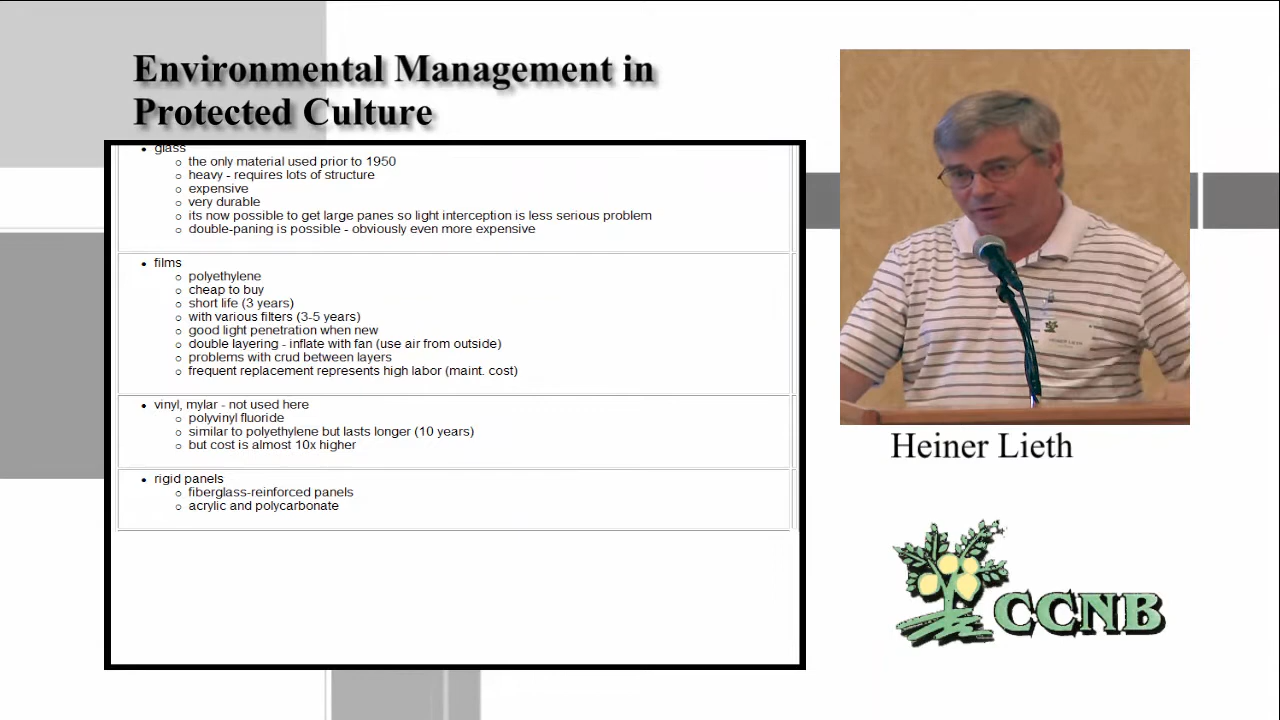 Environmental Management in
Protected Culture
• glass
o the only material used prior to 1950
o heavy - requires lots of structure
o expensive
o very durable
o its now possible to get large panes so light interception is less serious problem
o double-paning is possible - obviously even more expensive
• films
o polyethylene
o cheap to buy
o short life (3 years)
o with various filters (3-5 years)
o good light penetration when new
o double layering - inflate with fan (use air from outside)
o problems with crud between layers
o frequent replacement represents high labor (maint. cost)
• vinyl, mylar - not used here
o polyvinyl fluoride
o similar to polyethylene but lasts longer (10 years)
o but cost is almost 10x higher
• rigid panels
o fiberglass-reinforced panels
o acrylic and polycarbonate
Heiner Lieth
CCNB